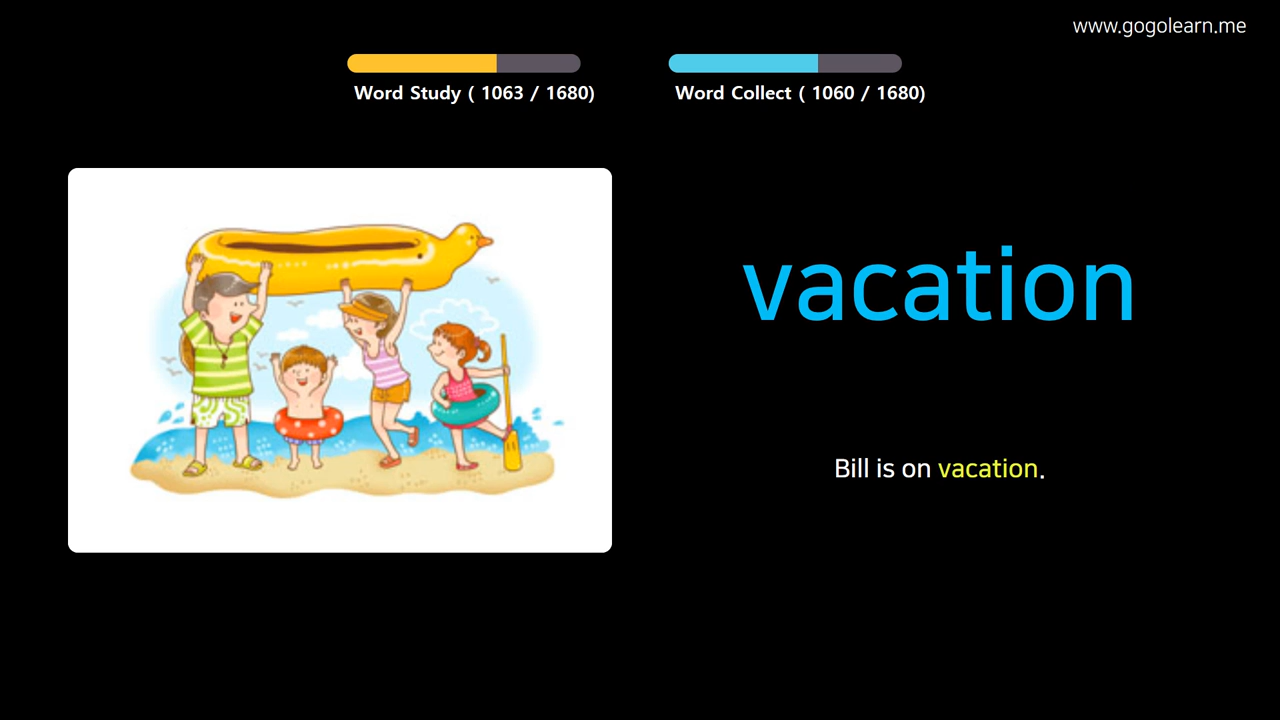 www.gogolearn.me
Word Study ( 1063 / 1680)
Word Collect ( 1060 / 1680)
vacation
Bill is on vacation.